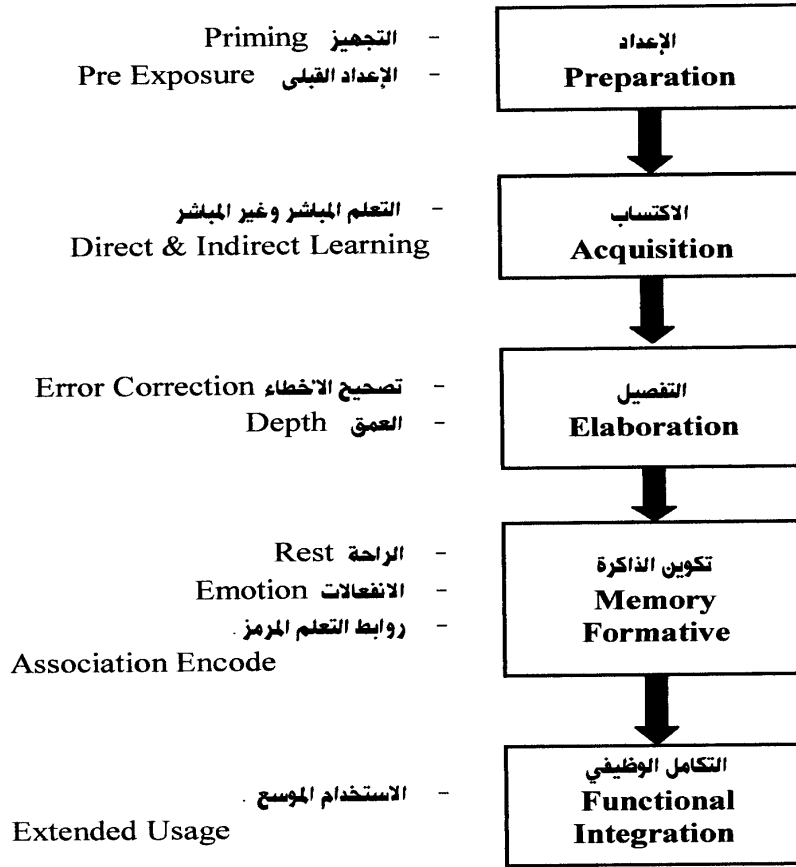 الإعداد
Preparation
- التجهيز Priming
- الإعداد القبلى Pre Exposure
الاكتساب
Acquisition
- التعلم المباشر وغير المباشر
Direct & Indirect Learning
التفصيل
Elaboration
- تصحيح الاخطاء Error Correction
- العمق Depth
تكوين الذاكرة
Memory
Formative
- الراحة Rest
- الانفعالات Emotion
- روابط التعلم المرمز .
Association Encode
التكامل الوظيفي
Functional
Integration
- الاستخدام الموسع .
Extended Usage